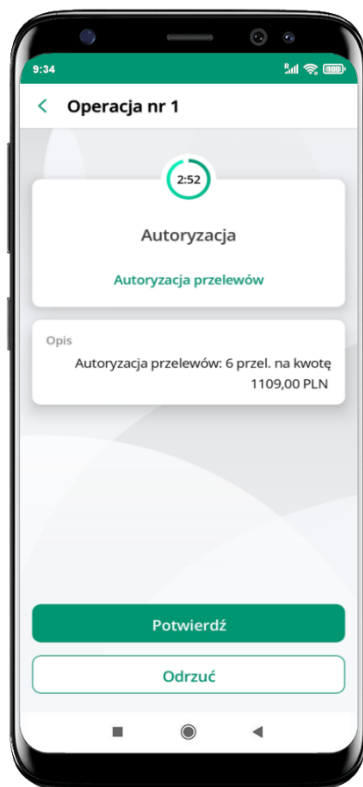 9:34
Operacja nr 1
2:52
Autoryzacja
Autoryzacja przelewów
Opis
Autoryzacja przelewów: 6 przel. na kwotę
1109,00 PLN
Potwierdź
Odrzuć